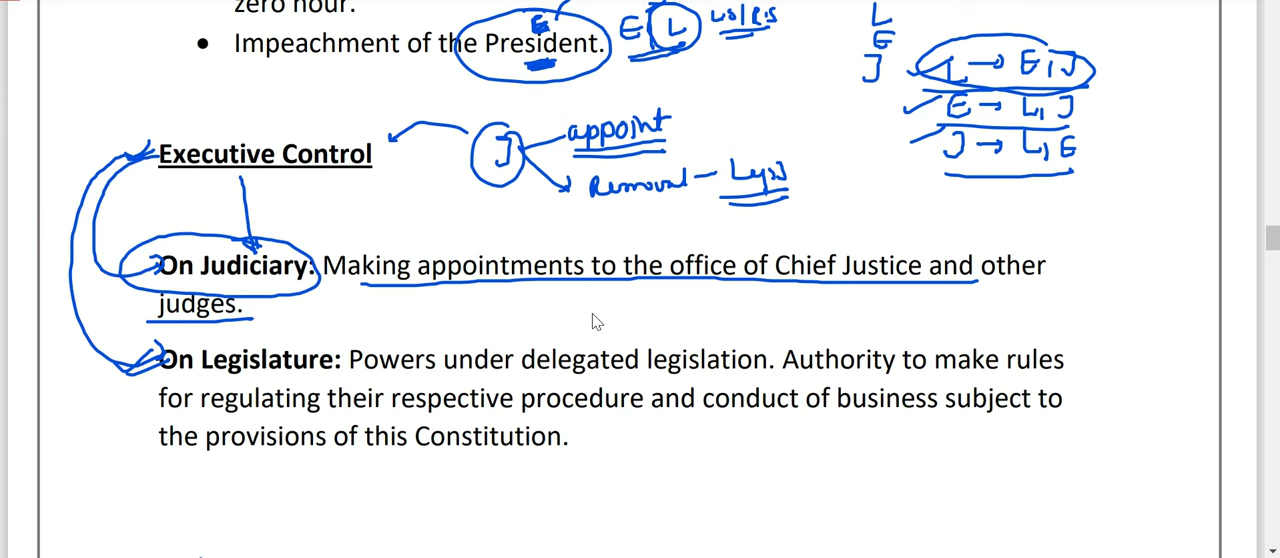 zero hour.
E
E L LS/RS
L
• Impeachment of the President.
E
J
L → E, J
E → L, J
J → L, E
appoint
Executive Control
J
Removal –
On Judiciary: Making appointments to the office of Chief Justice and other
judges.
On Legislature: Powers under delegated legislation. Authority to make rules
for regulating their respective procedure and conduct of business subject to
the provisions of this Constitution.